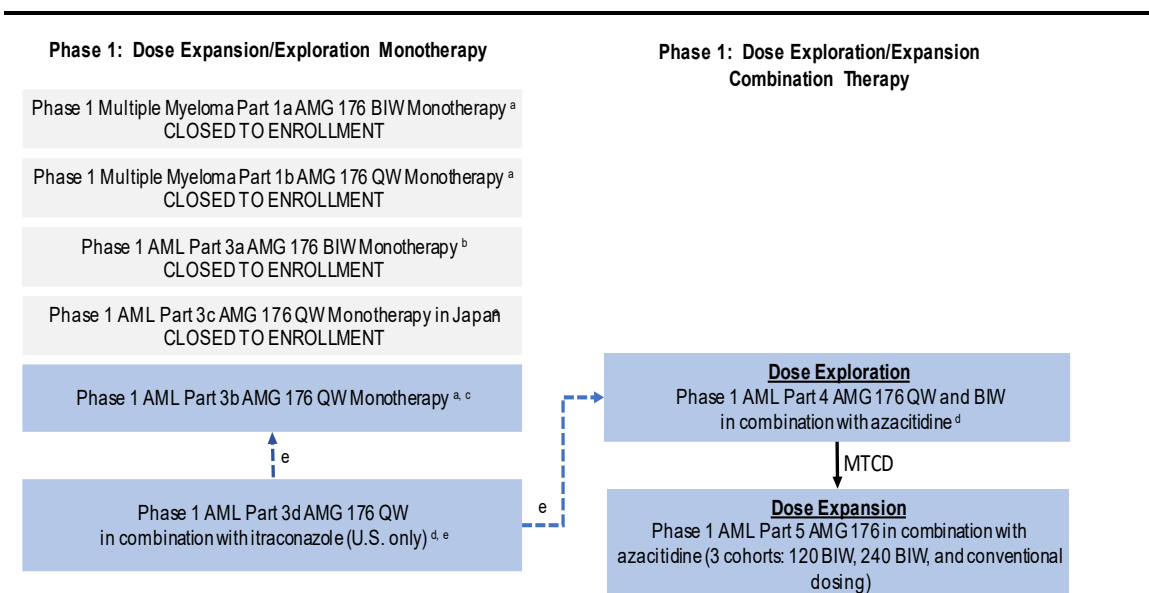 Phase 1: Dose Expansion/Exploration Monotherapy
Phase 1 Multiple Myeloma Part 1a AMG 176 BIW Monotherapy a
CLOSED TO ENROLLMENT
Phase 1 Multiple Myeloma Part 1b AMG 176 QW Monotherapy a
CLOSED TO ENROLLMENT
Phase 1 AML Part 3a AMG 176 BIW Monotherapy b
CLOSED TO ENROLLMENT
Phase 1 AML Part 3c AMG 176 QW Monotherapy in Japan a
CLOSED TO ENROLLMENT
Phase 1 AML Part 3b AMG 176 QW Monotherapy a, c
e
Phase 1 AML Part 3d AMG 176 QW
in combination with itraconazole (U.S. only) d, e
e
Phase 1: Dose Exploration/Expansion
Combination Therapy
Dose Exploration
Phase 1 AML Part 4 AMG 176 QW and BIW
in combination with azacitidine d
MTCD
Dose Expansion
Phase 1 AML Part 5 AMG 176 in combination with
azacitidine (3 cohorts: 120 BIW, 240 BIW, and conventional
dosing)